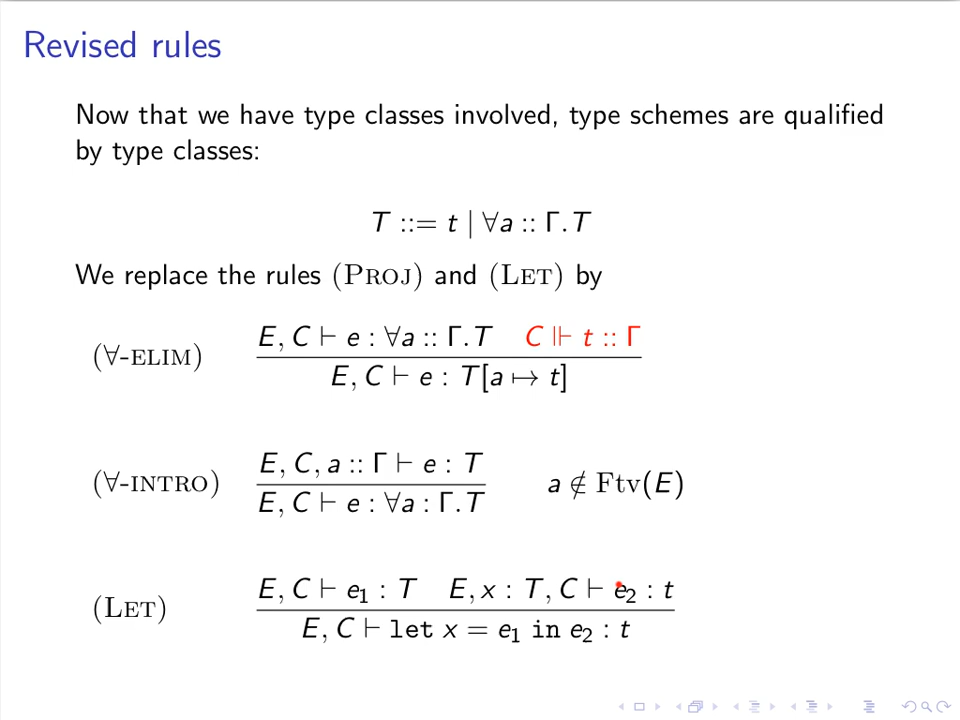 Revised rules
Now that we have type classes involved, type schemes are qualified
by type classes:
T ::= t | ∀a :: Γ.T
We replace the rules (Proj) and (Let) by
E, C ⊢ e : ∀a :: Γ.T C ⊩ t :: Γ
(∀-elim)
E, C ⊢ e : T[a ↦ t]
E, C, a :: Γ ⊢ e : T
(∀-intro) a ∉ Ftv(E)
E, C ⊢ e : ∀a : Γ.T
E, C ⊢ e₁ : T E, x : T, C ⊢ e₂ : t
(Let)
E, C ⊢ let x = e₁ in e₂ : t